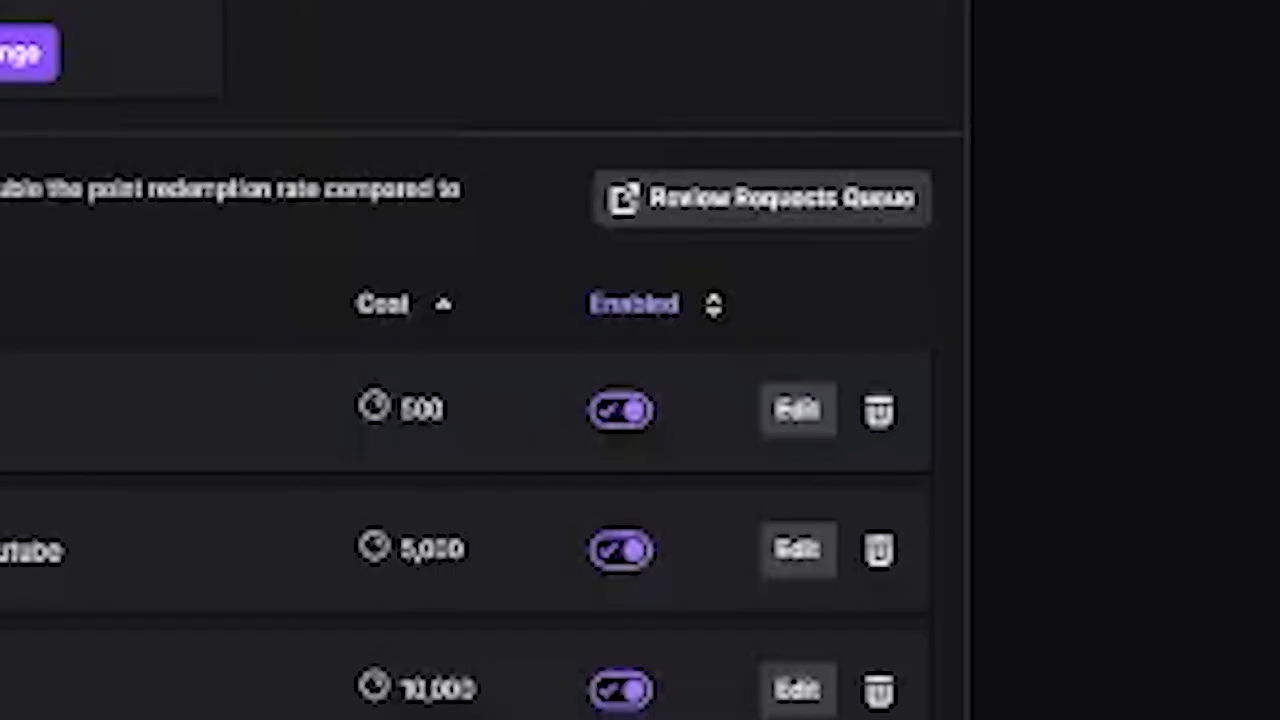 nge
uble the point redemption rate compared to
Review Requests Queue
Cost Enabled
500 Edit
utube 5,000 Edit
10,000 Edit